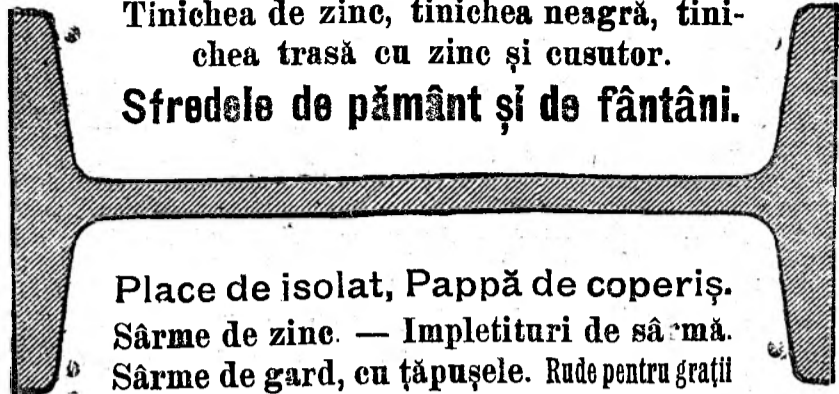 Tinichea de zinc, tinichea neagră, tini-
chea trasă cu zinc și cusutor.
Sfredele de pământ și de fântâni.
Place de isolat, Pappă de coperiș.
Sârme de zinc. — Impletituri de sârmă.
Sârme de gard, cu țăpușele. Rude pentru grații